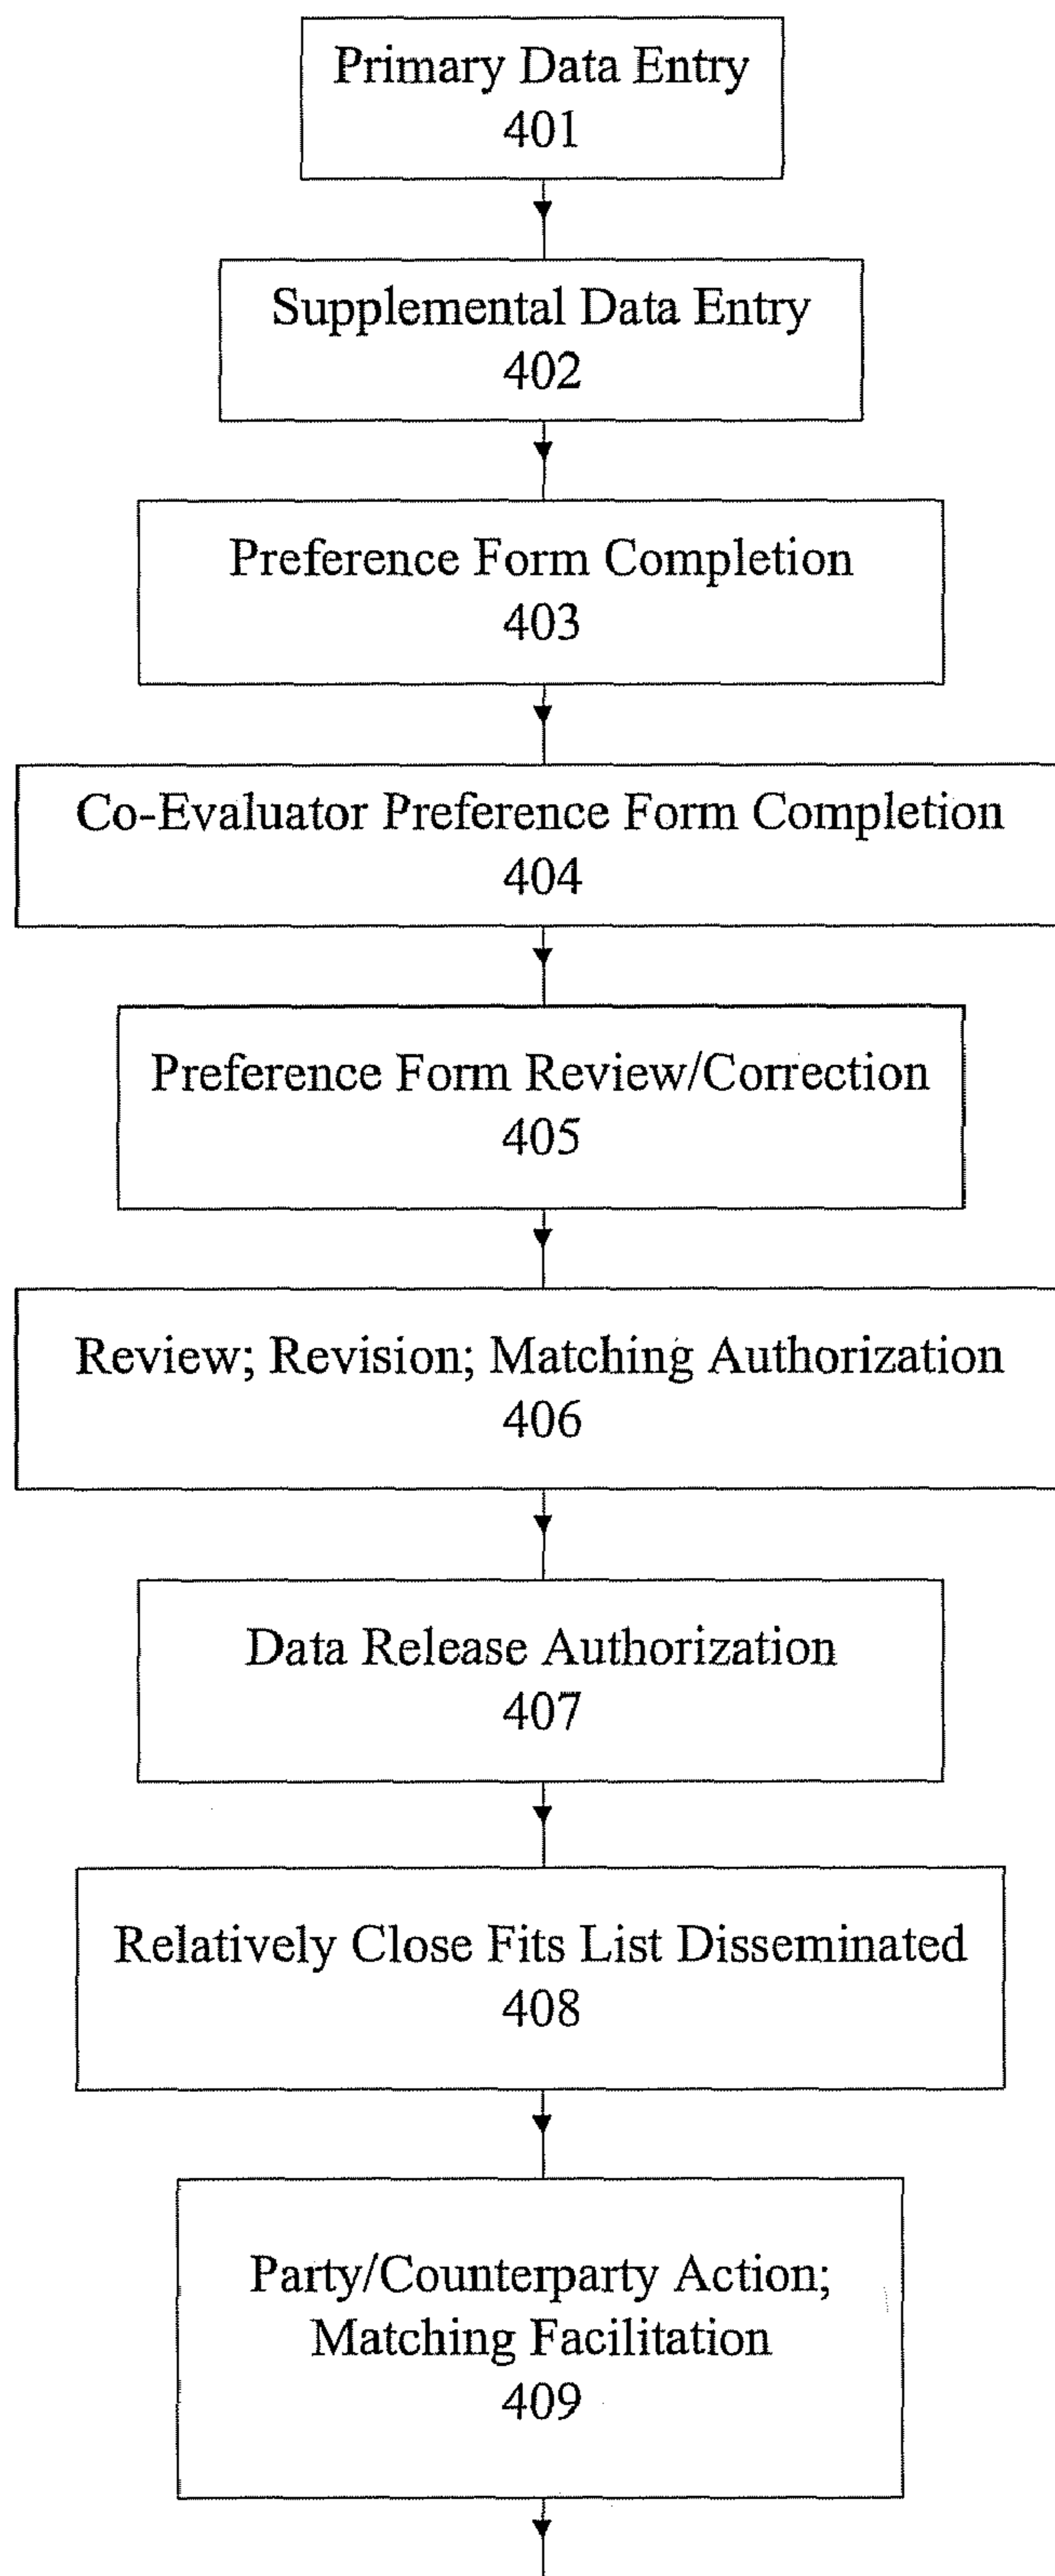 Primary Data Entry
401
Supplemental Data Entry
402
Preference Form Completion
403
Co-Evaluator Preference Form Completion
404
Preference Form Review/Correction
405
Review; Revision; Matching Authorization
406
Data Release Authorization
407
Relatively Close Fits List Disseminated
408
Party/Counterparty Action;
Matching Facilitation
409